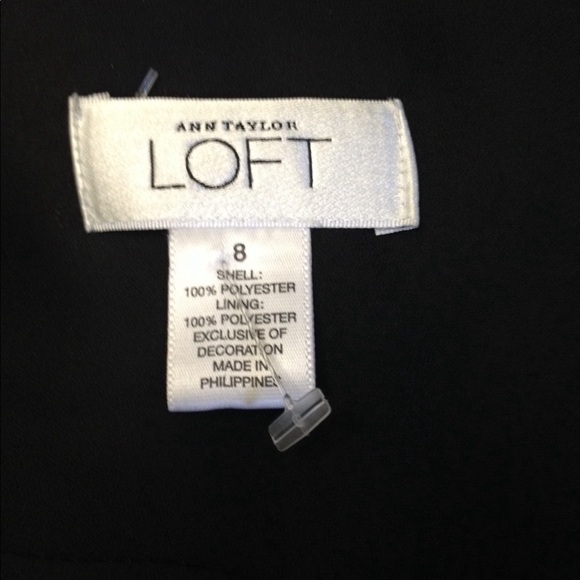 ANN TAYLOR
LOFT
8
SHELL:
100% POLYESTER
LINING:
100% POLYESTER
EXCLUSIVE OF
DECORATION
MADE IN
PHILIPPINES